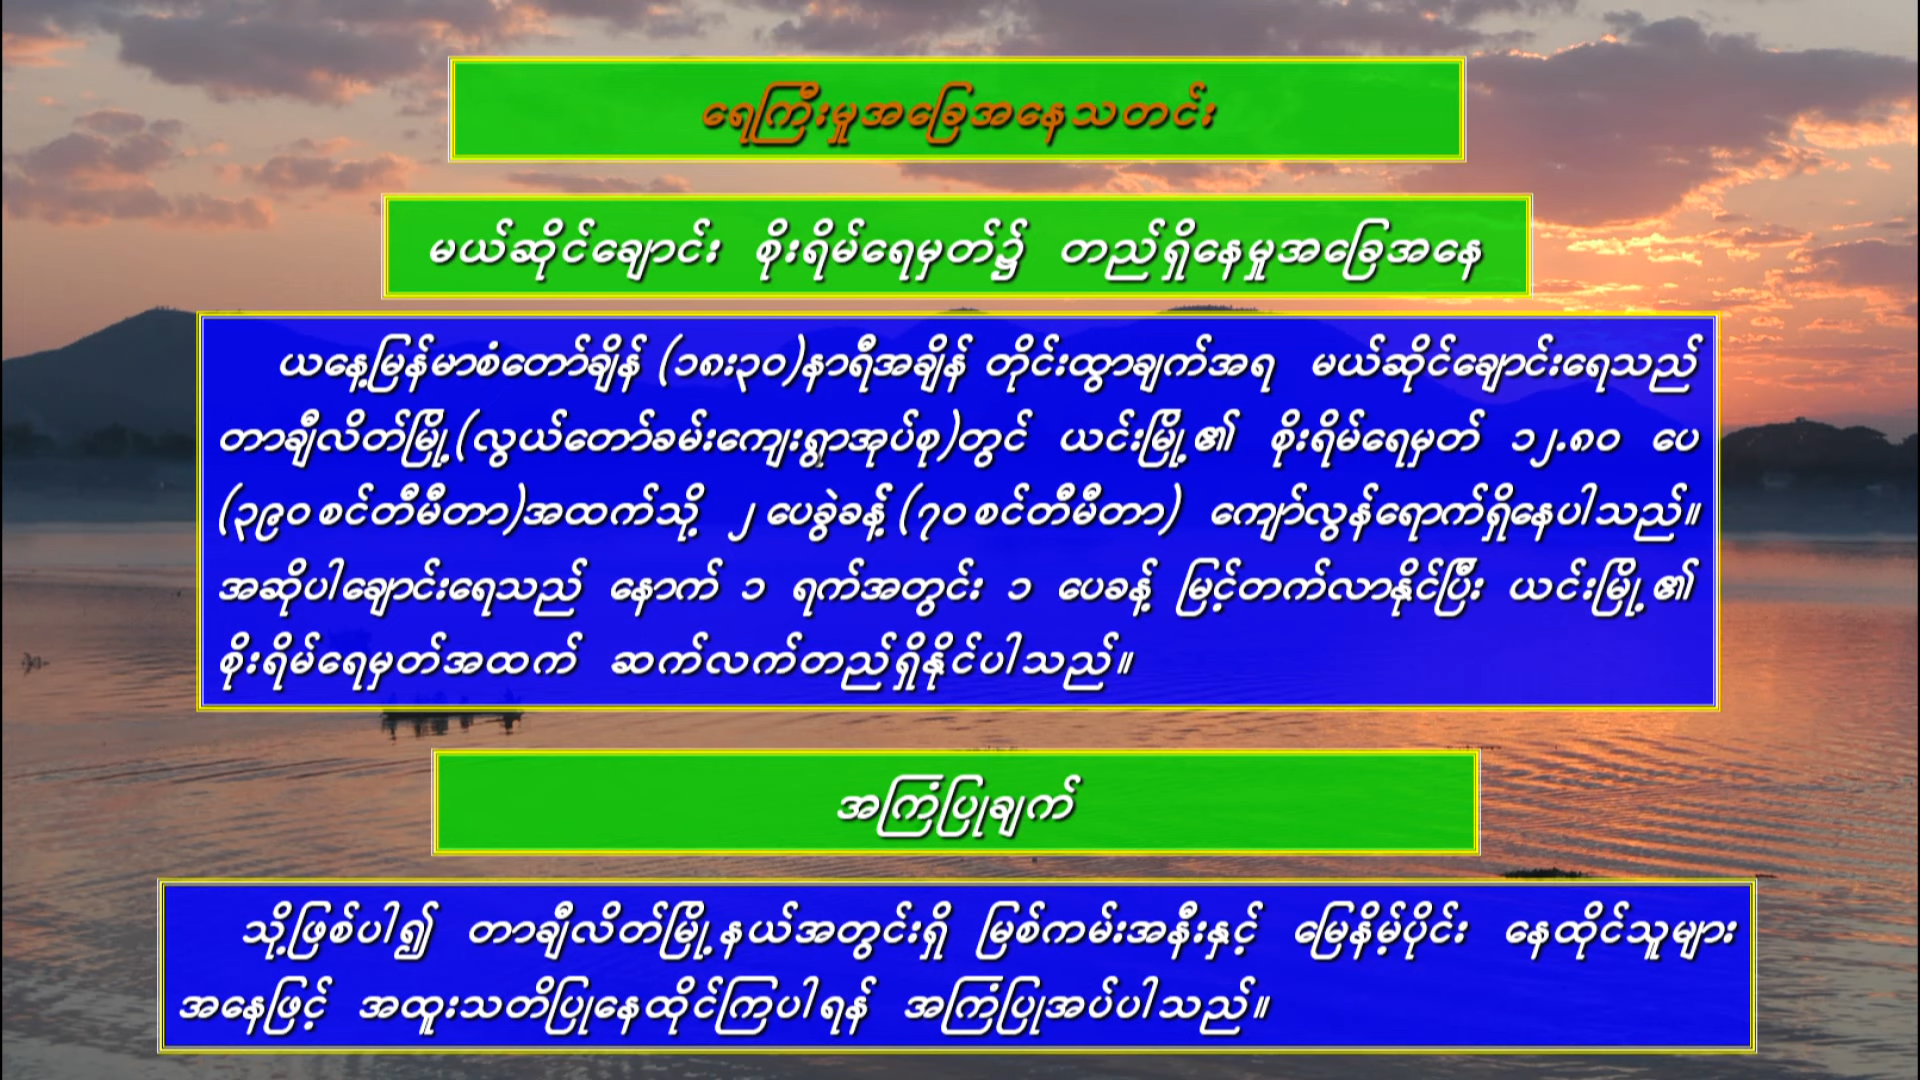 ရေကြီးမှုအခြေအနေသတင်း
မယ်ဆိုင်ချောင်း စိုးရိမ်ရေမှတ်၌ တည်ရှိနေမှုအခြေအနေ
ယနေ့မြန်မာစံတော်ချိန် (၁၈း၃၀)နာရီအချိန် တိုင်းထွာချက်အရ မယ်ဆိုင်ချောင်းရေသည်
တာချီလိတ်မြို့(လွယ်တော်ခမ်းကျေးရွာအုပ်စု)တွင် ယင်းမြို့၏ စိုးရိမ်ရေမှတ် ၁၂.၈၀ ပေ
(၃၉၀ စင်တီမီတာ)အထက်သို့ ၂ ပေခွဲခန့် (၇၀ စင်တီမီတာ) ကျော်လွန်ရောက်ရှိနေပါသည်။
အဆိုပါချောင်းရေသည် နောက် ၁ ရက်အတွင်း ၁ ပေခန့် မြင့်တက်လာနိုင်ပြီး ယင်းမြို့၏
စိုးရိမ်ရေမှတ်အထက် ဆက်လက်တည်ရှိနိုင်ပါသည်။
အကြံပြုချက်
သို့ဖြစ်ပါ၍ တာချီလိတ်မြို့နယ်အတွင်းရှိ မြစ်ကမ်းအနီးနှင့် မြေနိမ့်ပိုင်း နေထိုင်သူများ
အနေဖြင့် အထူးသတိပြုနေထိုင်ကြပါရန် အကြံပြုအပ်ပါသည်။